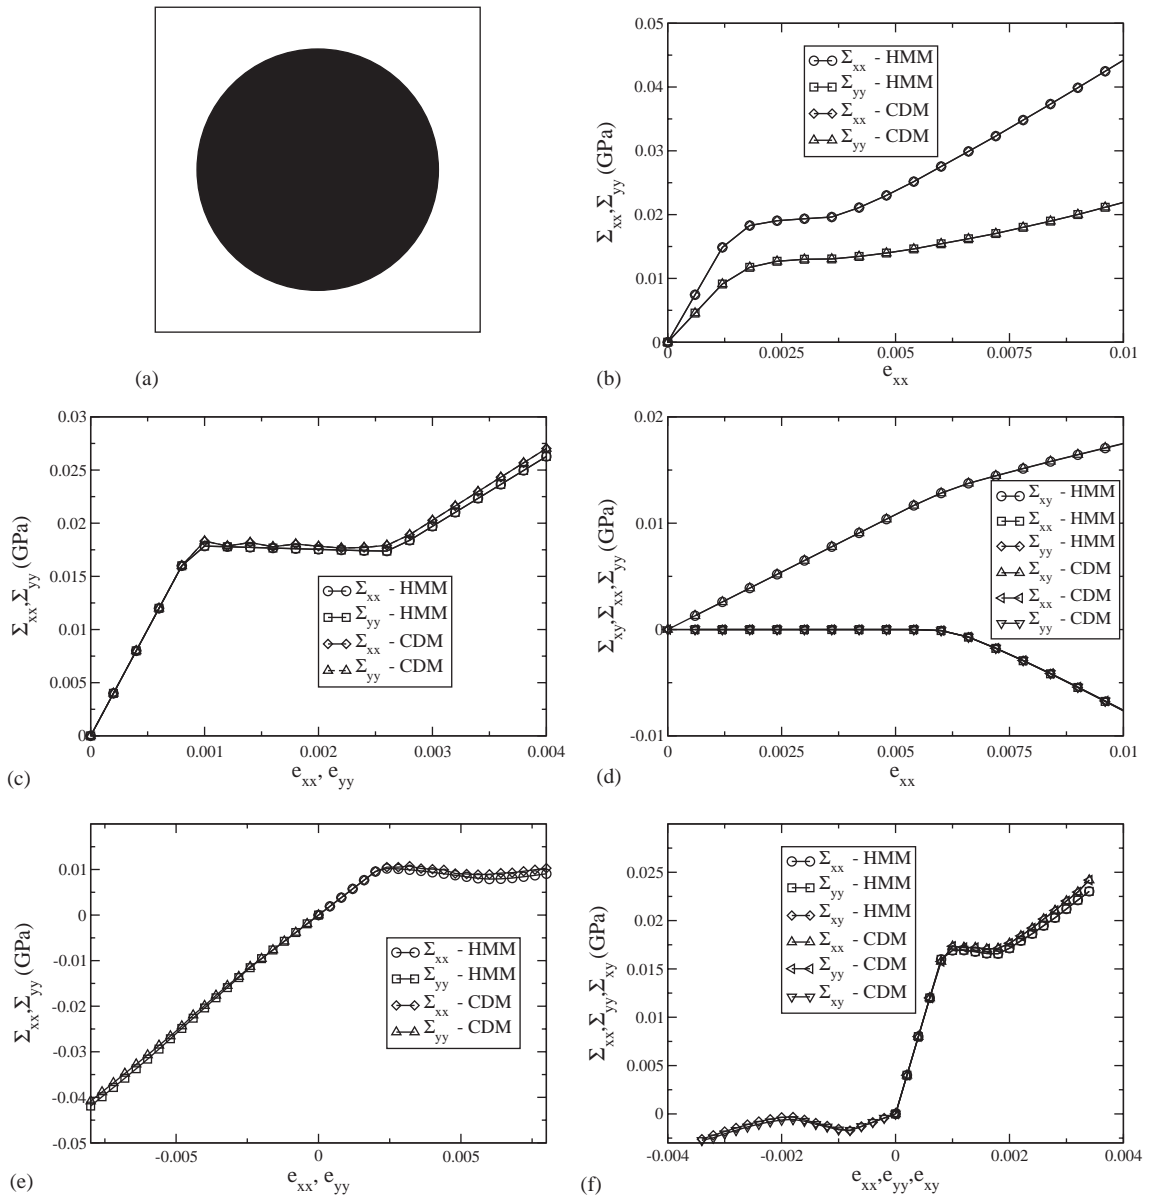 (a)
0.05
0.04
0.03
0.02
0.01
0
Σxx,Σyy (GPa)
Σxx - HMM
Σyy - HMM
Σxx - CDM
Σyy - CDM
0 0.0025 0.005 0.0075 0.01
exx
(b)
0.03
0.025
0.02
0.015
0.01
0.005
0
Σxx,Σyy (GPa)
Σxx - HMM
Σyy - HMM
Σxx - CDM
Σyy - CDM
0 0.001 0.002 0.003 0.004
exx, eyy
(c)
0.02
0.01
0
-0.01
Σxy,Σxx,Σyy (GPa)
Σxy - HMM
Σxx - HMM
Σyy - HMM
Σxy - CDM
Σxx - CDM
Σyy - CDM
0 0.0025 0.005 0.0075 0.01
exx
(d)
0.01
0
-0.01
-0.02
-0.03
-0.04
-0.05
Σxx,Σyy (GPa)
Σxx - HMM
Σyy - HMM
Σxx - CDM
Σyy - CDM
-0.005 0 0.005
exx, eyy
(e)
0.025
0.02
0.015
0.01
0.005
0
Σxx,Σyy,Σxy (GPa)
Σxx - HMM
Σyy - HMM
Σxy - HMM
Σxx - CDM
Σyy - CDM
Σxy - CDM
-0.004 -0.002 0 0.002 0.004
exx,eyy,exy
(f)